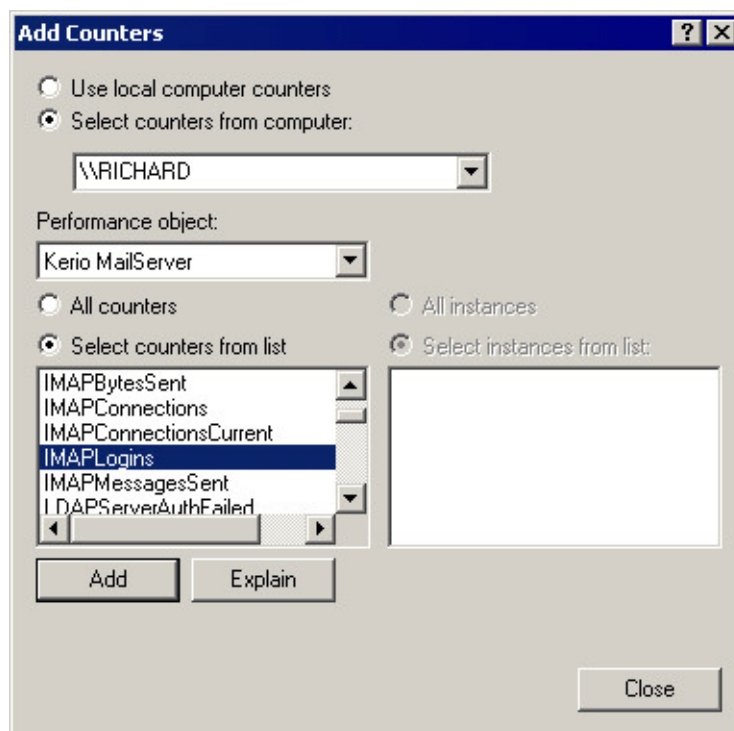 Add Counters
Use local computer counters
Select counters from computer:
\\RICHARD
Performance object:
Kerio MailServer
All counters
All instances
Select counters from list
Select instances from list:
IMAPBytesSent
IMAPConnections
IMAPConnectionsCurrent
IMAPLogins
IMAPMessagesSent
LDAPServerAuthFailed
Add
Explain
Close